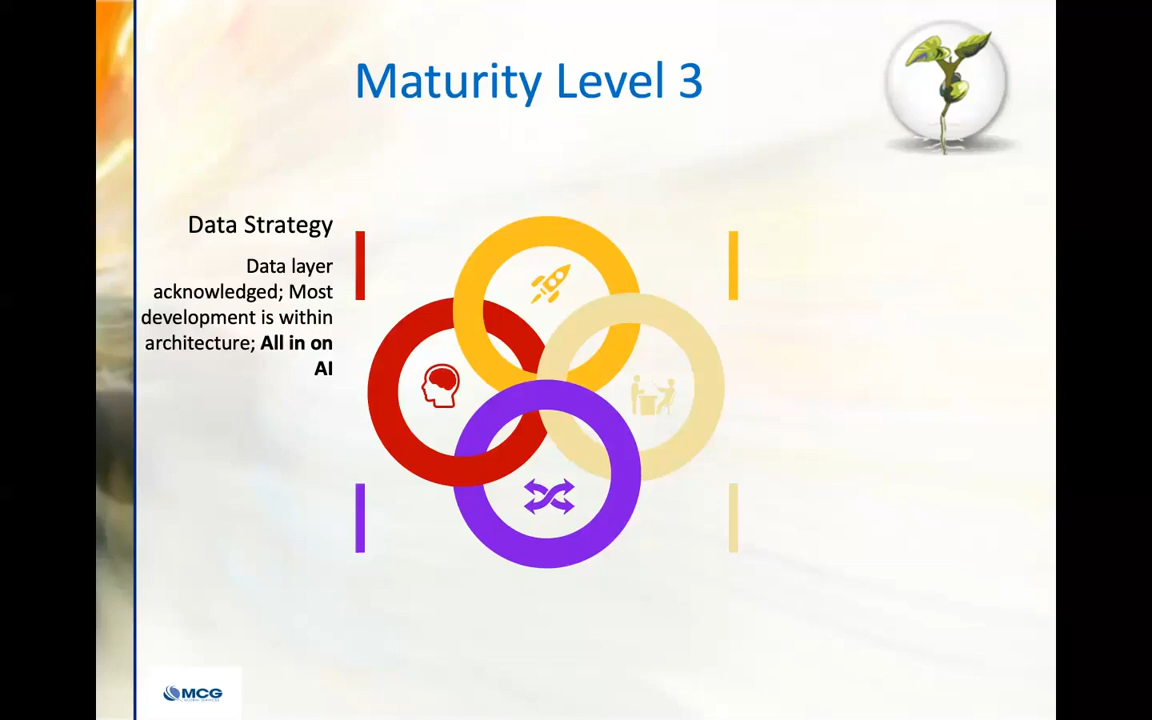 Maturity Level 3
Data Strategy
Data layer
acknowledged; Most
development is within
architecture; All in on
AI
MCG